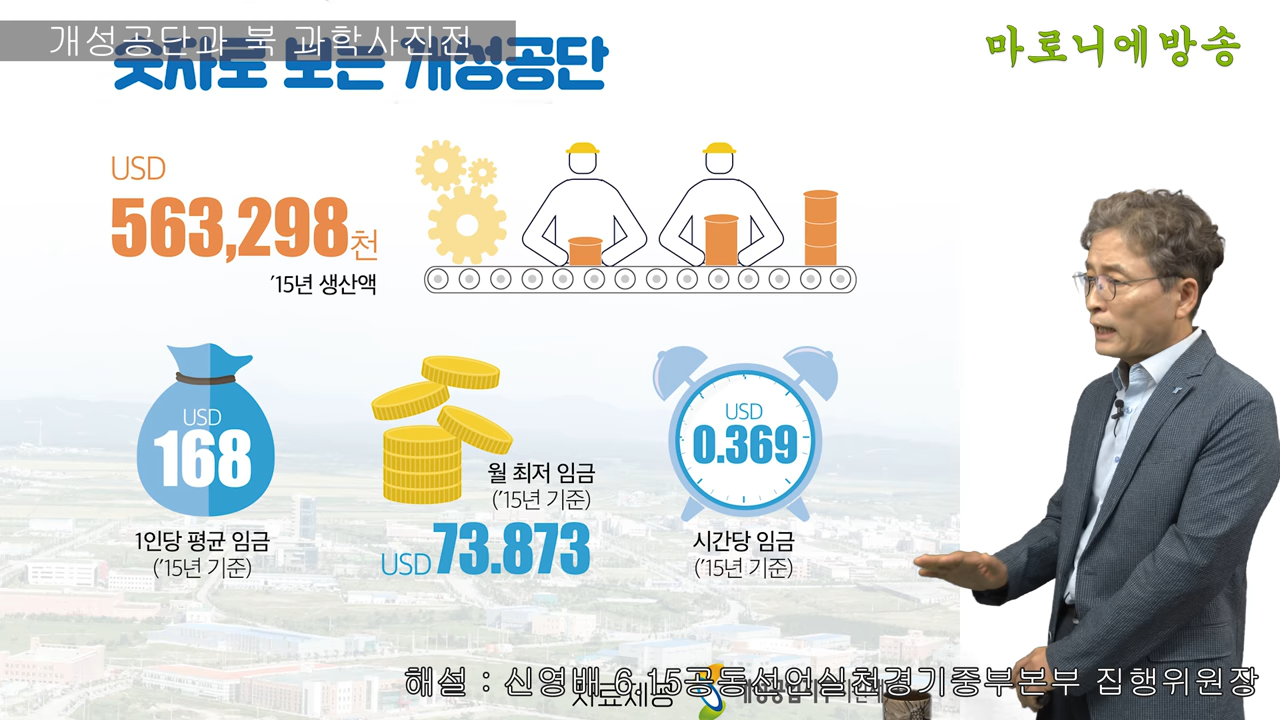 개성공단과 북 과학사진전
숫자로 보는 개성공단
마로니에방송
USD
563,298천
'15년 생산액
USD
168
1인당 평균 임금
('15년 기준)
월 최저 임금
('15년 기준)
USD 73.873
USD
0.369
시간당 임금
('15년 기준)
해설 : 신영배 6.15공동선언실천경기중부본부 집행위원장
자료제공